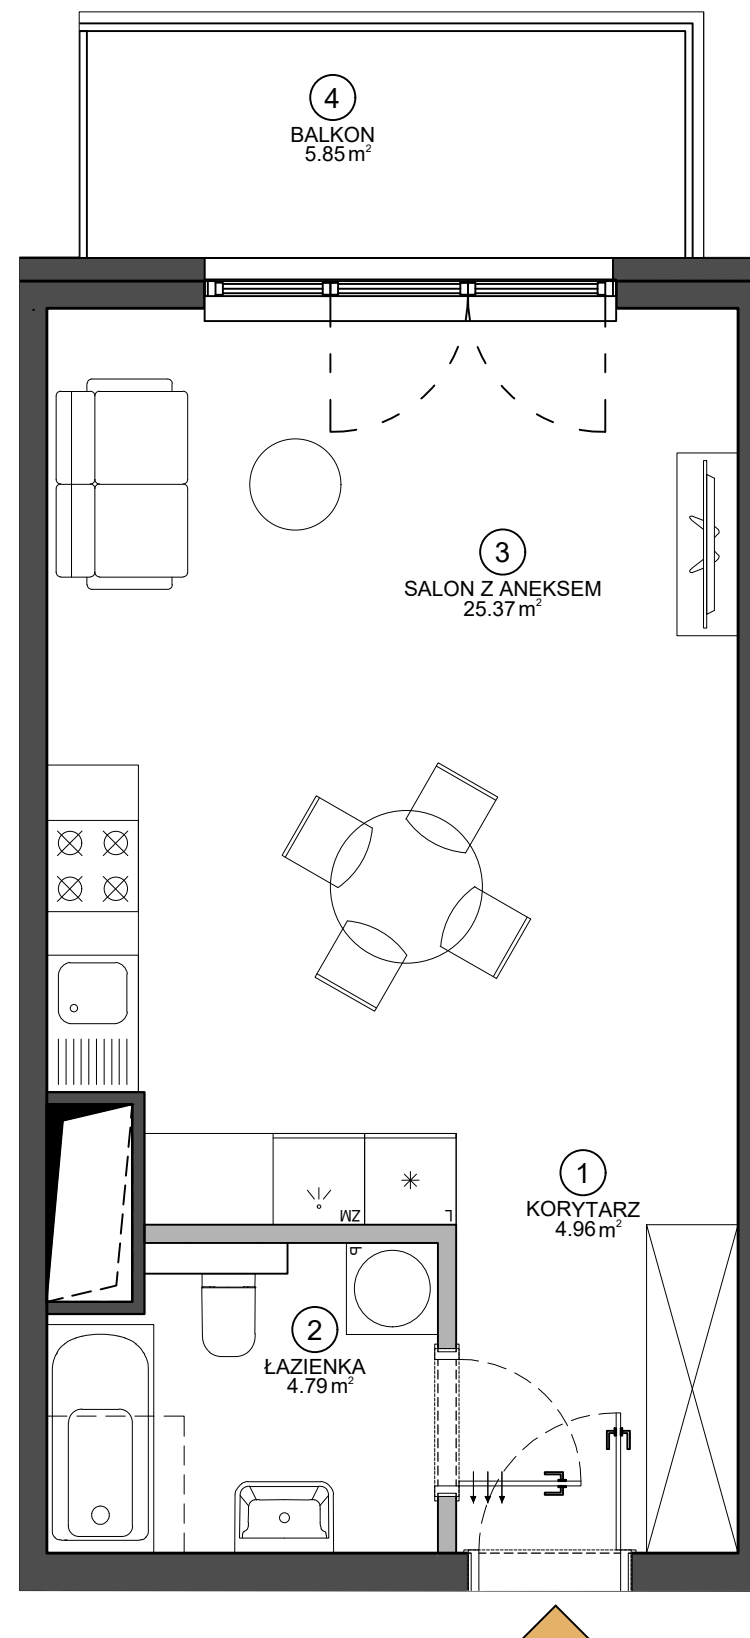 4
BALKON
5.85 m²
3
SALON Z ANEKSEM
25.37 m²
1
KORYTARZ
4.96 m²
ZM
L
P
2
ŁAZIENKA
4.79 m²